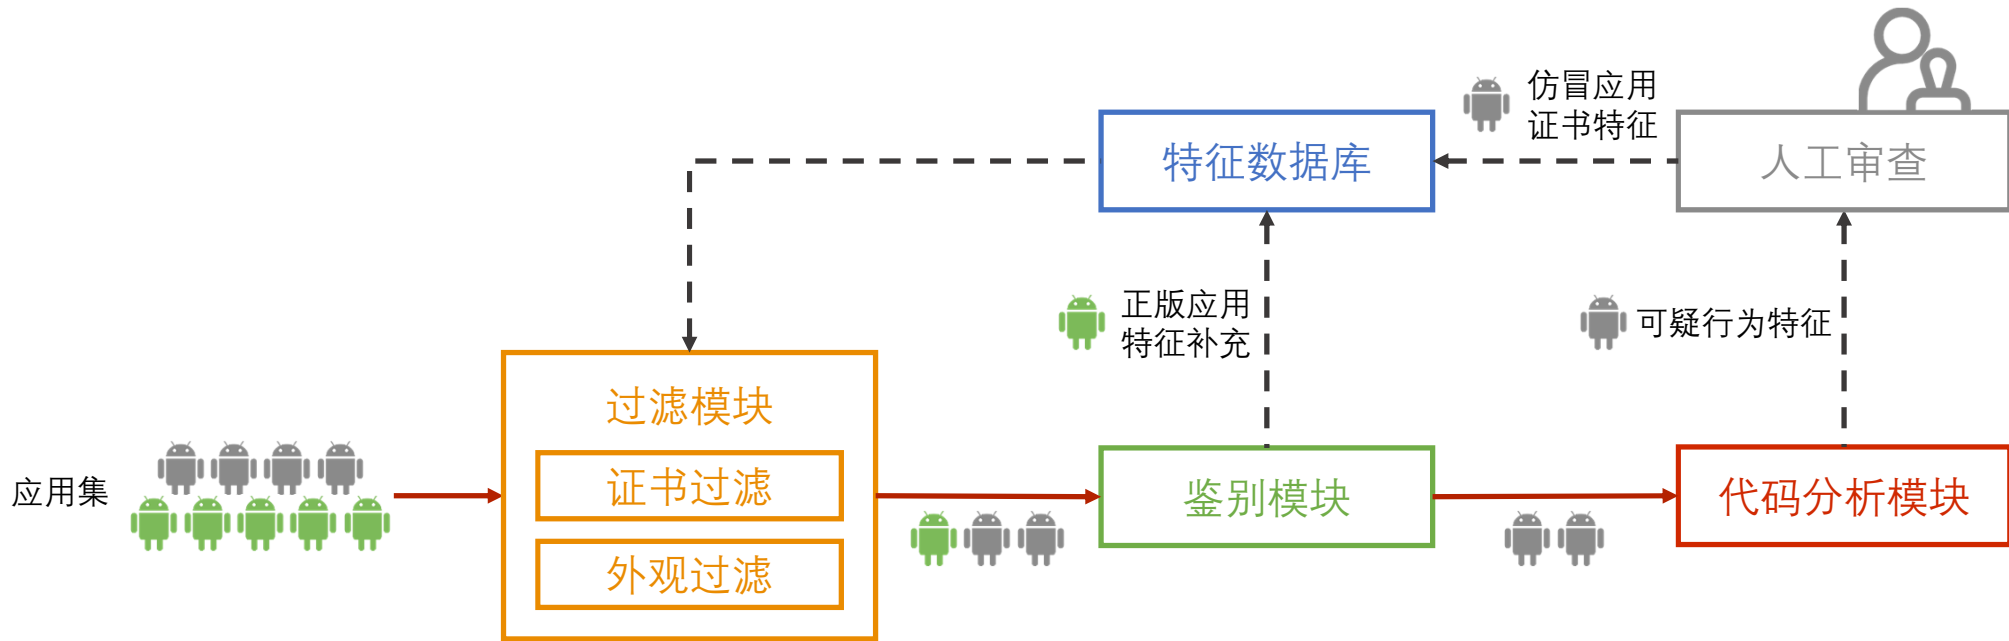 仿冒应用
证书特征
特征数据库
人工审查
正版应用
特征补充
可疑行为特征
过滤模块
应用集
证书过滤
鉴别模块
代码分析模块
外观过滤